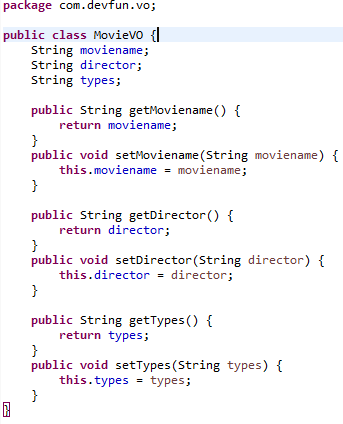 package com.devfun.vo;
public class MovieVO {
String moviename;
String director;
String types;
public String getMoviename() {
return moviename;
}
public void setMoviename(String moviename) {
this.moviename = moviename;
}
public String getDirector() {
return director;
}
public void setDirector(String director) {
this.director = director;
}
public String getTypes() {
return types;
}
public void setTypes(String types) {
this.types = types;
}
}